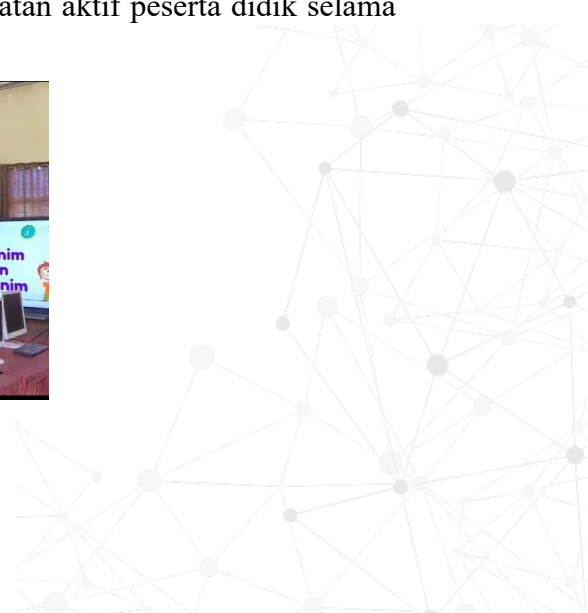 atan aktif peserta didik selama
nim
n
nim